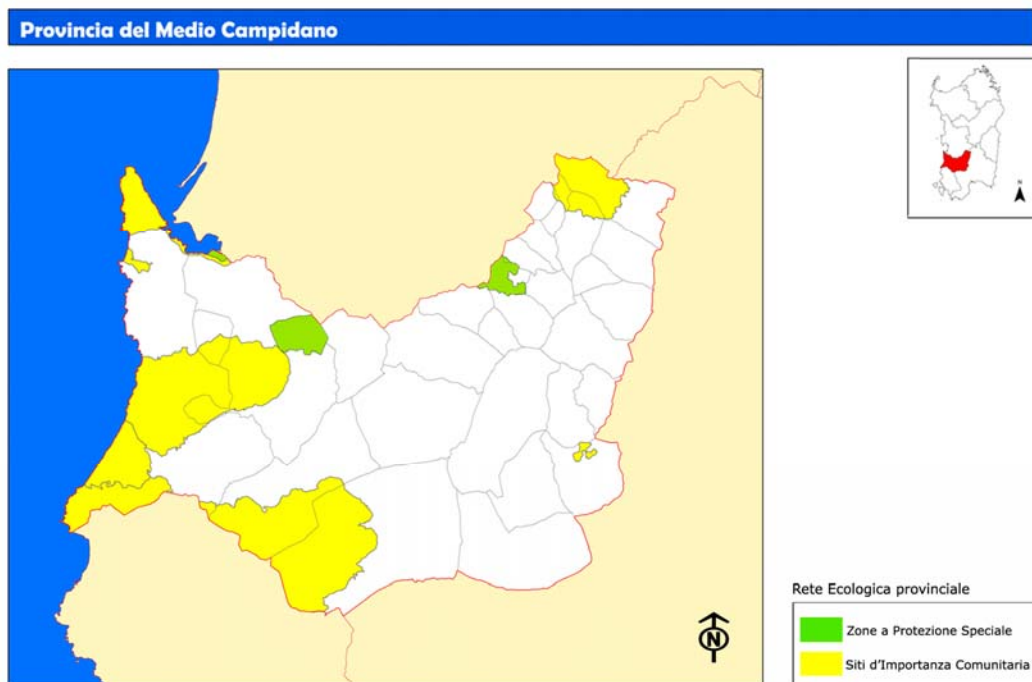 Provincia del Medio Campidano
N
N
Rete Ecologica provinciale
Zone a Protezione Speciale
Siti d'Importanza Comunitaria